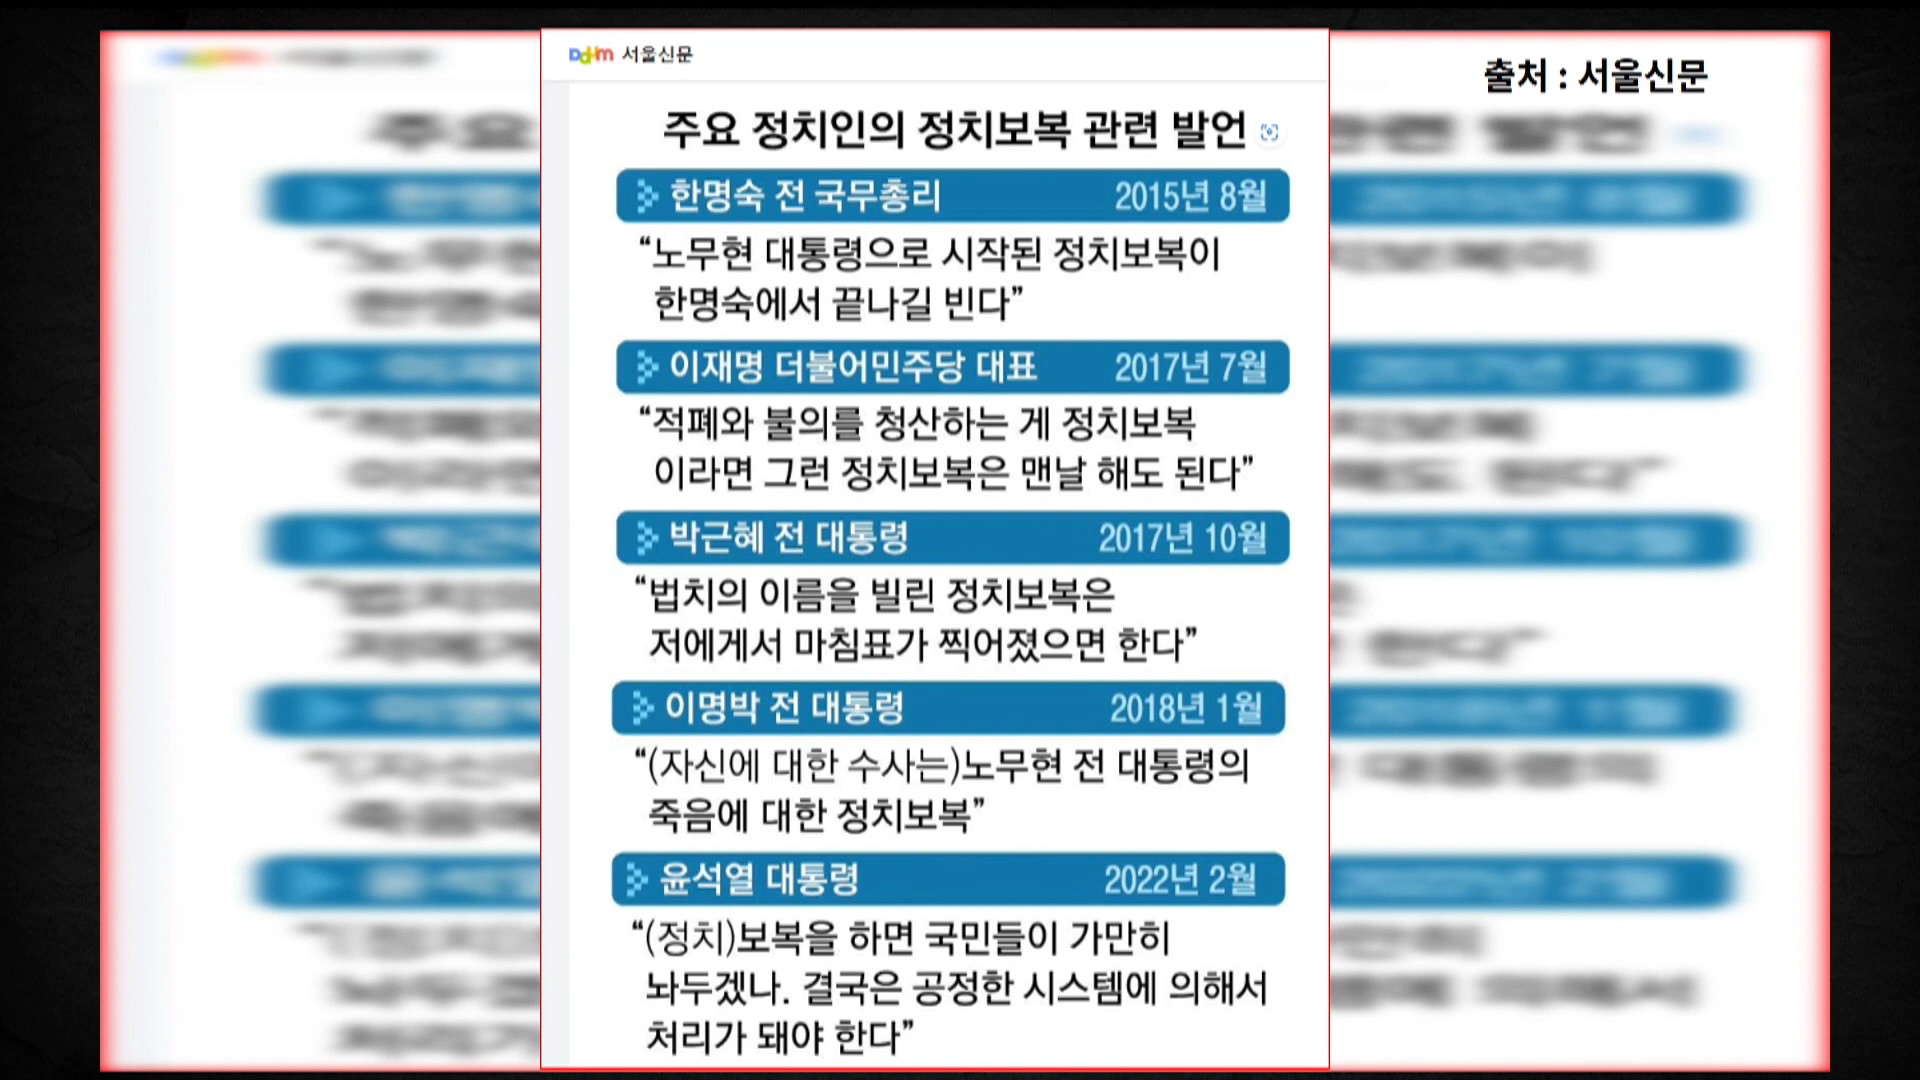 Daum 서울신문
출처 : 서울신문
주요 정치인의 정치보복 관련 발언
한명숙 전 국무총리 2015년 8월
“노무현 대통령으로 시작된 정치보복이
한명숙에서 끝나길 빈다”
이재명 더불어민주당 대표 2017년 7월
“적폐와 불의를 청산하는 게 정치보복
이라면 그런 정치보복은 맨날 해도 된다”
박근혜 전 대통령 2017년 10월
“법치의 이름을 빌린 정치보복은
저에게서 마침표가 찍어졌으면 한다”
이명박 전 대통령 2018년 1월
“(자신에 대한 수사는)노무현 전 대통령의
죽음에 대한 정치보복”
윤석열 대통령 2022년 2월
“(정치)보복을 하면 국민들이 가만히
놔두겠나. 결국은 공정한 시스템에 의해서
처리가 돼야 한다”